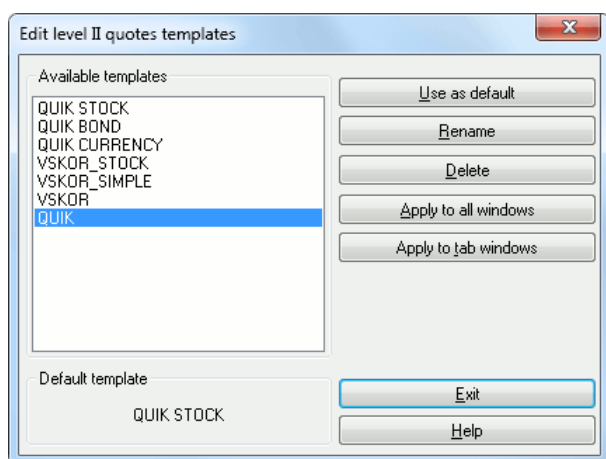 Edit level II quotes templates
Available templates
QUIK STOCK
QUIK BOND
QUIK CURRENCY
VSKOR_STOCK
VSKOR_SIMPLE
VSKOR
QUIK
Use as default
Rename
Delete
Apply to all windows
Apply to tab windows
Default template
QUIK STOCK
Exit
Help